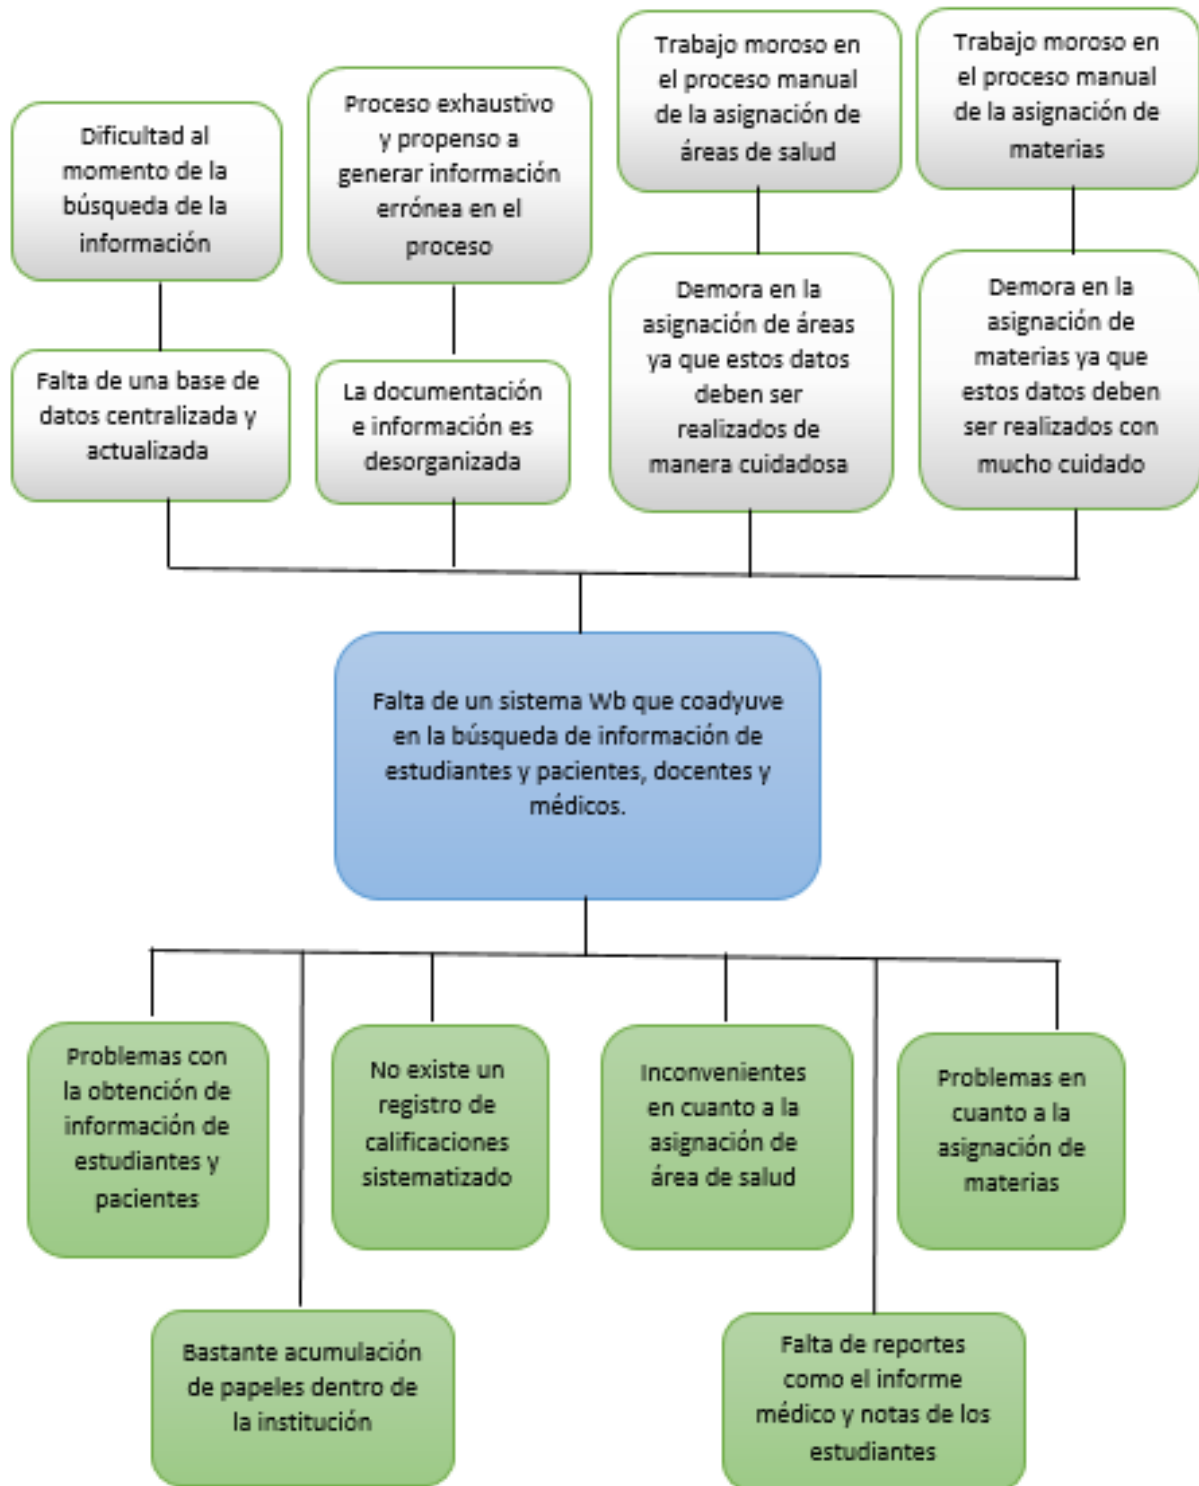 Dificultad al
momento de la
búsqueda de la
información
Proceso exhaustivo
y propenso a
generar información
errónea en el
proceso
Trabajo moroso en
el proceso manual
de la asignación de
áreas de salud
Trabajo moroso en
el proceso manual
de la asignación de
materias
Falta de una base de
datos centralizada y
actualizada
La documentación
e información es
desorganizada
Demora en la
asignación de áreas
ya que estos datos
deben ser
realizados de
manera cuidadosa
Demora en la
asignación de
materias ya que
estos datos deben
ser realizados con
mucho cuidado
Falta de un sistema Wb que coadyuve
en la búsqueda de información de
estudiantes y pacientes, docentes y
médicos.
Problemas con
la obtención de
información de
estudiantes y
pacientes
No existe un
registro de
calificaciones
sistematizado
Inconvenientes
en cuanto a la
asignación de
área de salud
Problemas en
cuanto a la
asignación de
materias
Bastante acumulación
de papeles dentro de
la institución
Falta de reportes
como el informe
médico y notas de los
estudiantes